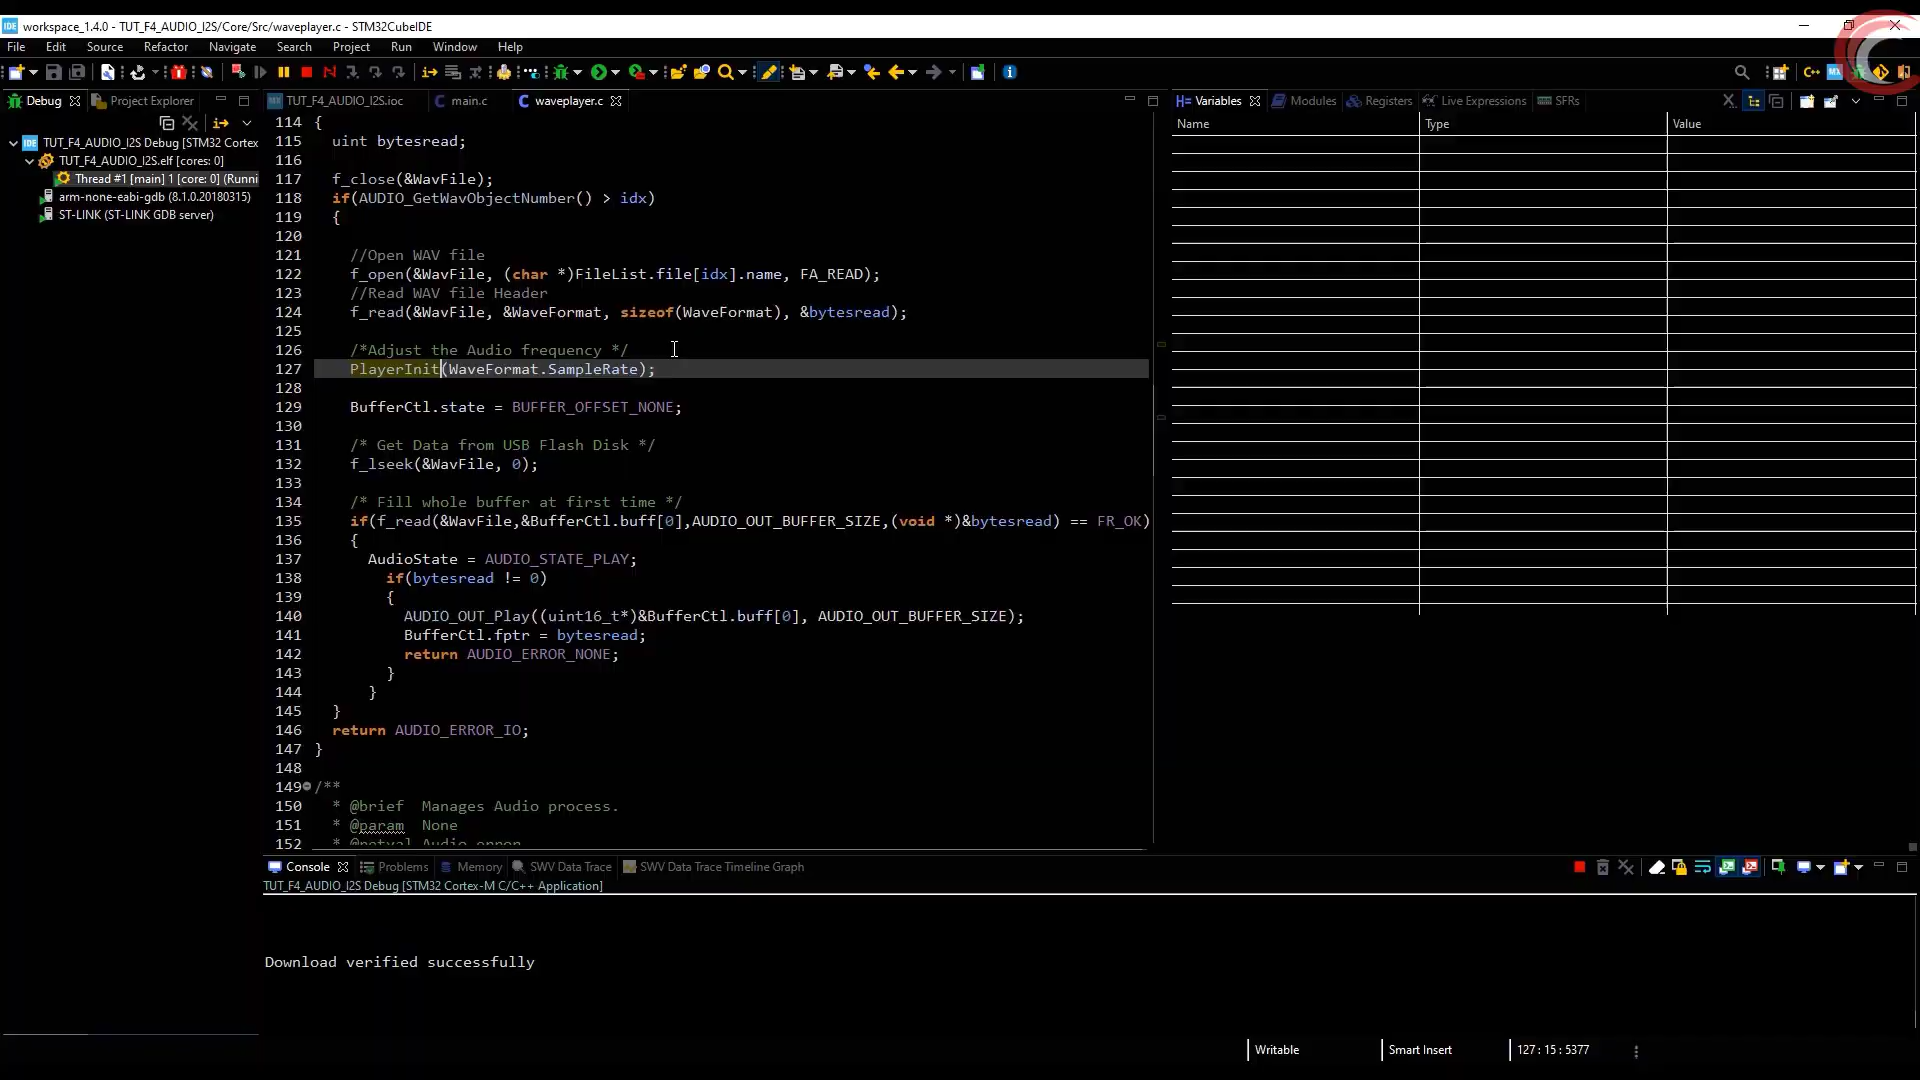 workspace_1.4.0 - TUT_F4_AUDIO_I2S/Core/Src/waveplayer.c - STM32CubeIDE
File Edit Source Refactor Navigate Search Project Run Window Help
Debug Project Explorer
TUT_F4_AUDIO_I2S.ioc main.c waveplayer.c
Variables Modules Registers Live Expressions SFRs
Name Type Value
TUT_F4_AUDIO_I2S Debug [STM32 Cortex
TUT_F4_AUDIO_I2S.elf [cores: 0]
Thread #1 [main] 1 [core: 0] (Runni
arm-none-eabi-gdb (8.1.0.20180315)
ST-LINK (ST-LINK GDB server)
114 {
115 uint bytesread;
116
117 f_close(&WavFile);
118 if(AUDIO_GetWavObjectNumber() > idx)
119 {
120
121 //Open WAV file
122 f_open(&WavFile, (char *)FileList.file[idx].name, FA_READ);
123 //Read WAV file Header
124 f_read(&WavFile, &WaveFormat, sizeof(WaveFormat), &bytesread);
125
126 /*Adjust the Audio frequency */
127 PlayerInit(WaveFormat.SampleRate);
128
129 BufferCtl.state = BUFFER_OFFSET_NONE;
130
131 /* Get Data from USB Flash Disk */
132 f_lseek(&WavFile, 0);
133
134 /* Fill whole buffer at first time */
135 if(f_read(&WavFile,&BufferCtl.buff[0],AUDIO_OUT_BUFFER_SIZE,(void *)&bytesread) == FR_OK)
136 {
137 AudioState = AUDIO_STATE_PLAY;
138 if(bytesread != 0)
139 {
140 AUDIO_OUT_Play((uint16_t*)&BufferCtl.buff[0], AUDIO_OUT_BUFFER_SIZE);
141 BufferCtl.fptr = bytesread;
142 return AUDIO_ERROR_NONE;
143 }
144 }
145 }
146 return AUDIO_ERROR_IO;
147 }
148
149 /**
150 * @brief Manages Audio process.
151 * @param None
152 * @retval Audio error
Console Problems Memory SWV Data Trace SWV Data Trace Timeline Graph
TUT_F4_AUDIO_I2S Debug [STM32 Cortex-M C/C++ Application]
Download verified successfully
Writable Smart Insert 127 : 15 : 5377